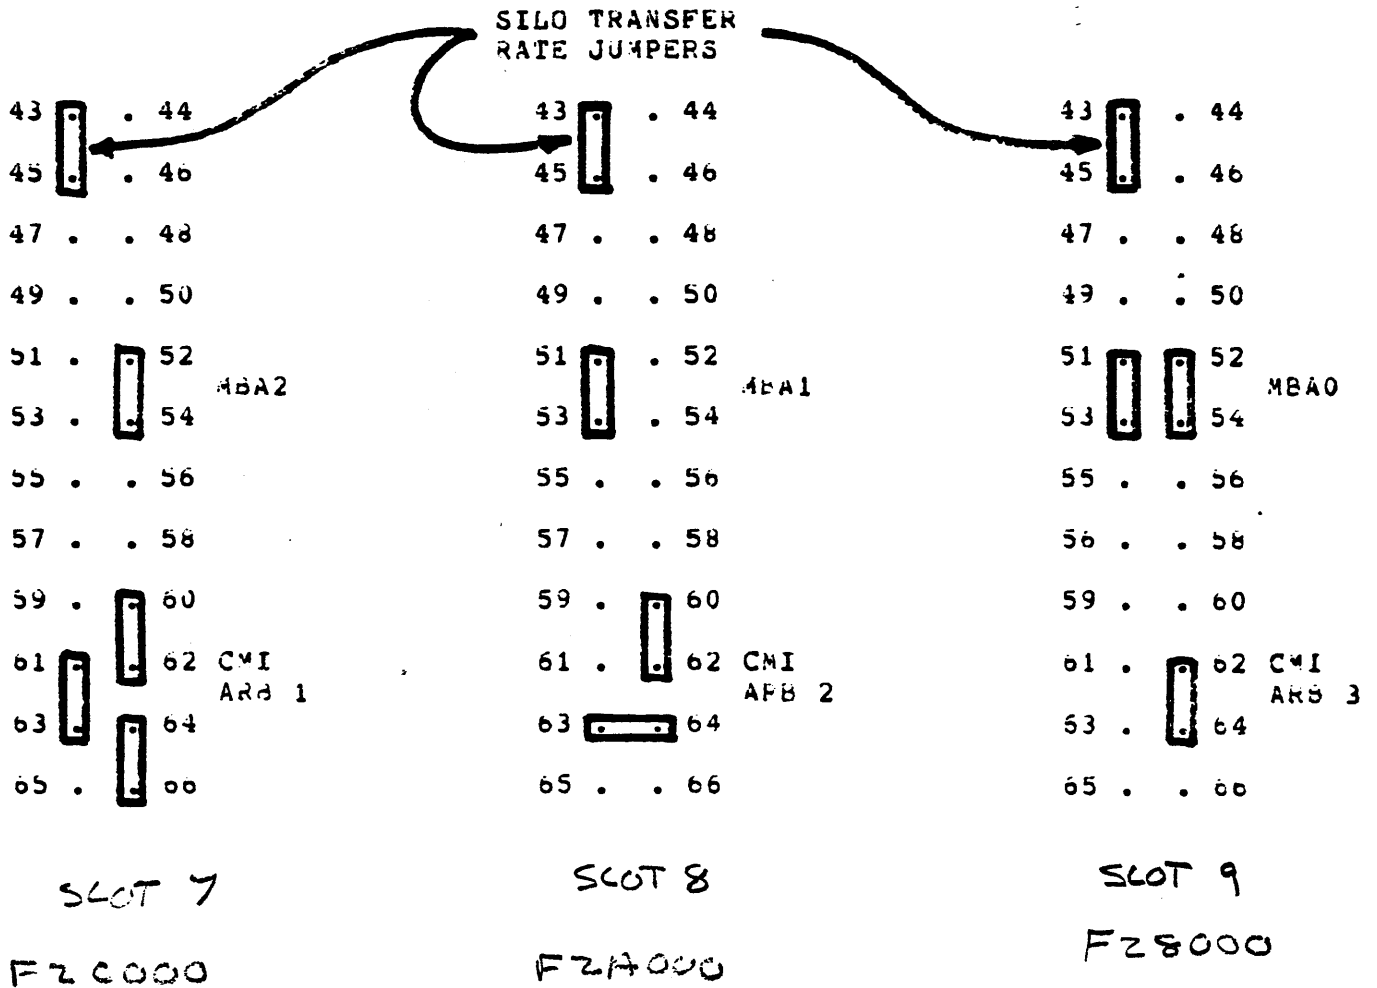 SILO TRANSFER
RATE JUMPERS
43 . . 44 43 . . 44 43 . . 44
45 . . 46 45 . . 46 45 . . 46
47 . . 48 47 . . 48 47 . . 48
49 . . 50 49 . . 50 49 . . 50
51 . . 52 51 . . 52 51 . . 52
MBA2 MBA1 MBA0
53 . . 54 53 . . 54 53 . . 54
55 . . 56 55 . . 56 55 . . 56
57 . . 58 57 . . 58 56 . . 58
59 . . 60 59 . . 60 59 . . 60
61 . . 62 CMI 61 . . 62 CMI 61 . . 62 CMI
ARB 1 ARB 2 ARB 3
63 . . 64 63 . . 64 63 . . 64
65 . . 66 65 . . 66 65 . . 66
SLOT 7 SLOT 8 SLOT 9
F2C000 F2A000 F28000